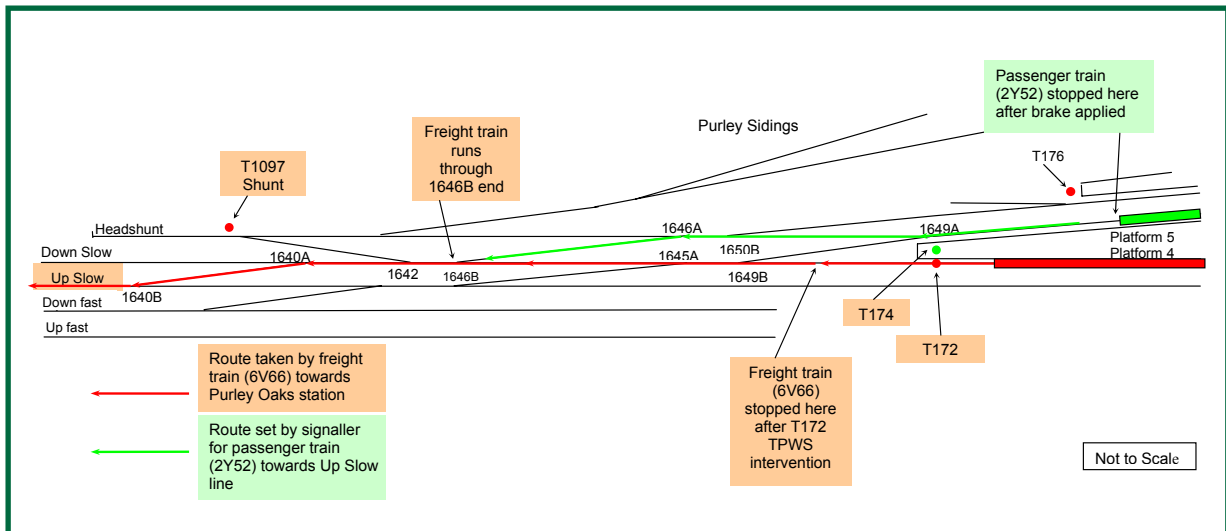 Passenger train
(2Y52) stopped here
after brake applied
Purley Sidings
Freight train
runs
through
1646B end
T176
T1097
Shunt
Headshunt
1646A
1649A
Platform 5
Down Slow
1640A
1650B
1645A
Platform 4
Up Slow
1642
1646B
1649B
1640B
Down fast
T174
Up fast
T172
Route taken by freight
train (6V66) towards
Purley Oaks station
Freight train
(6V66)
stopped here
after T172
TPWS
intervention
Route set by signaller
for passenger train
(2Y52) towards Up Slow
line
Not to Scale